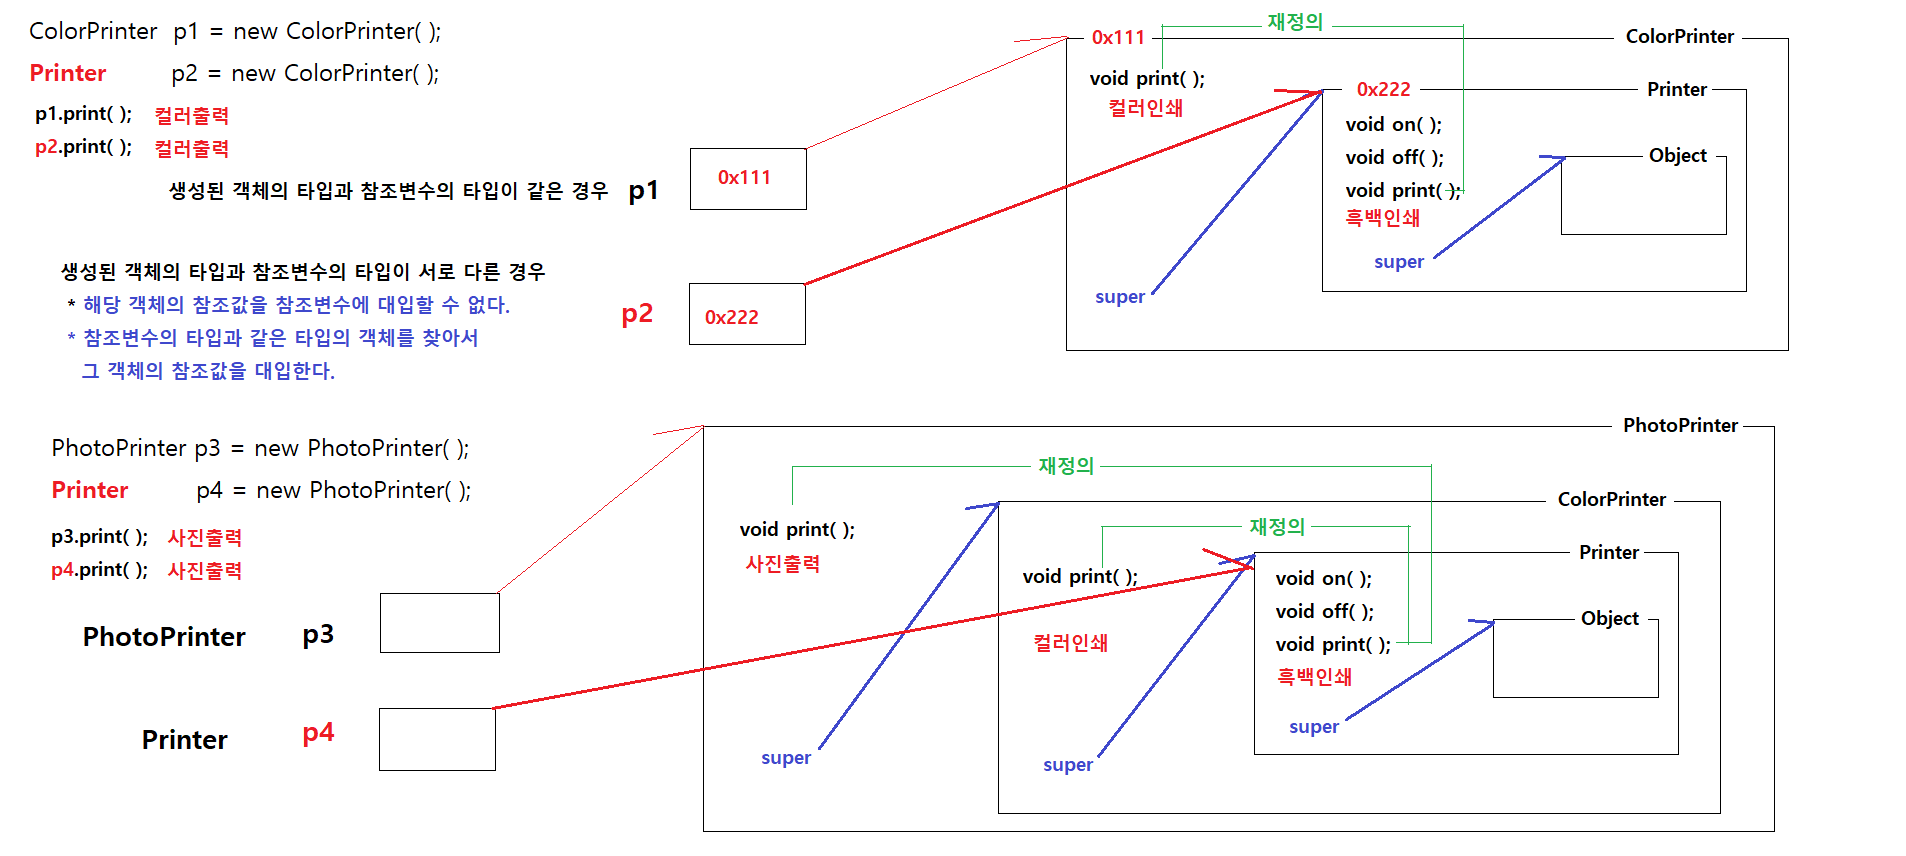 ColorPrinter p1 = new ColorPrinter( );
Printer p2 = new ColorPrinter( );
p1.print( ); 컬러출력
p2.print( ); 컬러출력
생성된 객체의 타입과 참조변수의 타입이 같은 경우 p1
0x111
생성된 객체의 타입과 참조변수의 타입이 서로 다른 경우
* 해당 객체의 참조값을 참조변수에 대입할 수 없다.
* 참조변수의 타입과 같은 타입의 객체를 찾아서
그 객체의 참조값을 대입한다.
p2
0x222
재정의
0x111
ColorPrinter
void print( );
컬러인쇄
0x222
Printer
void on( );
void off( );
void print( );
흑백인쇄
Object
super
super
PhotoPrinter p3 = new PhotoPrinter( );
Printer p4 = new PhotoPrinter( );
p3.print( ); 사진출력
p4.print( ); 사진출력
PhotoPrinter p3
Printer p4
PhotoPrinter
재정의
void print( );
사진출력
ColorPrinter
재정의
void print( );
컬러인쇄
Printer
void on( );
void off( );
void print( );
흑백인쇄
Object
super
super
super